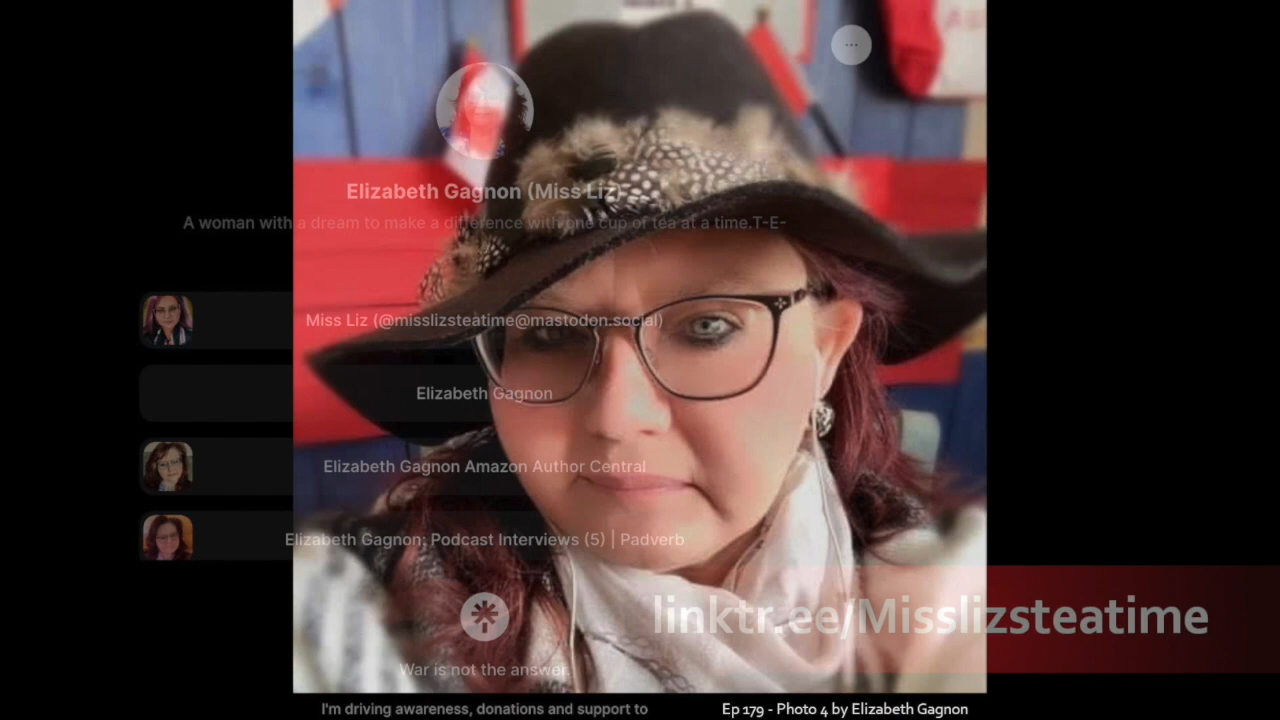 Elizabeth Gagnon (Miss Liz)
A woman with a dream to make a difference with one cup of tea at a time.T-E-
Miss Liz (@misslizsteatime@mastodon.social)
Elizabeth Gagnon
Elizabeth Gagnon Amazon Author Central
Elizabeth Gagnon: Podcast Interviews (5) | Padverb
linktr.ee/Misslizsteatime
War is not the answer.
I'm driving awareness, donations and support to
Ep 179 - Photo 4 by Elizabeth Gagnon